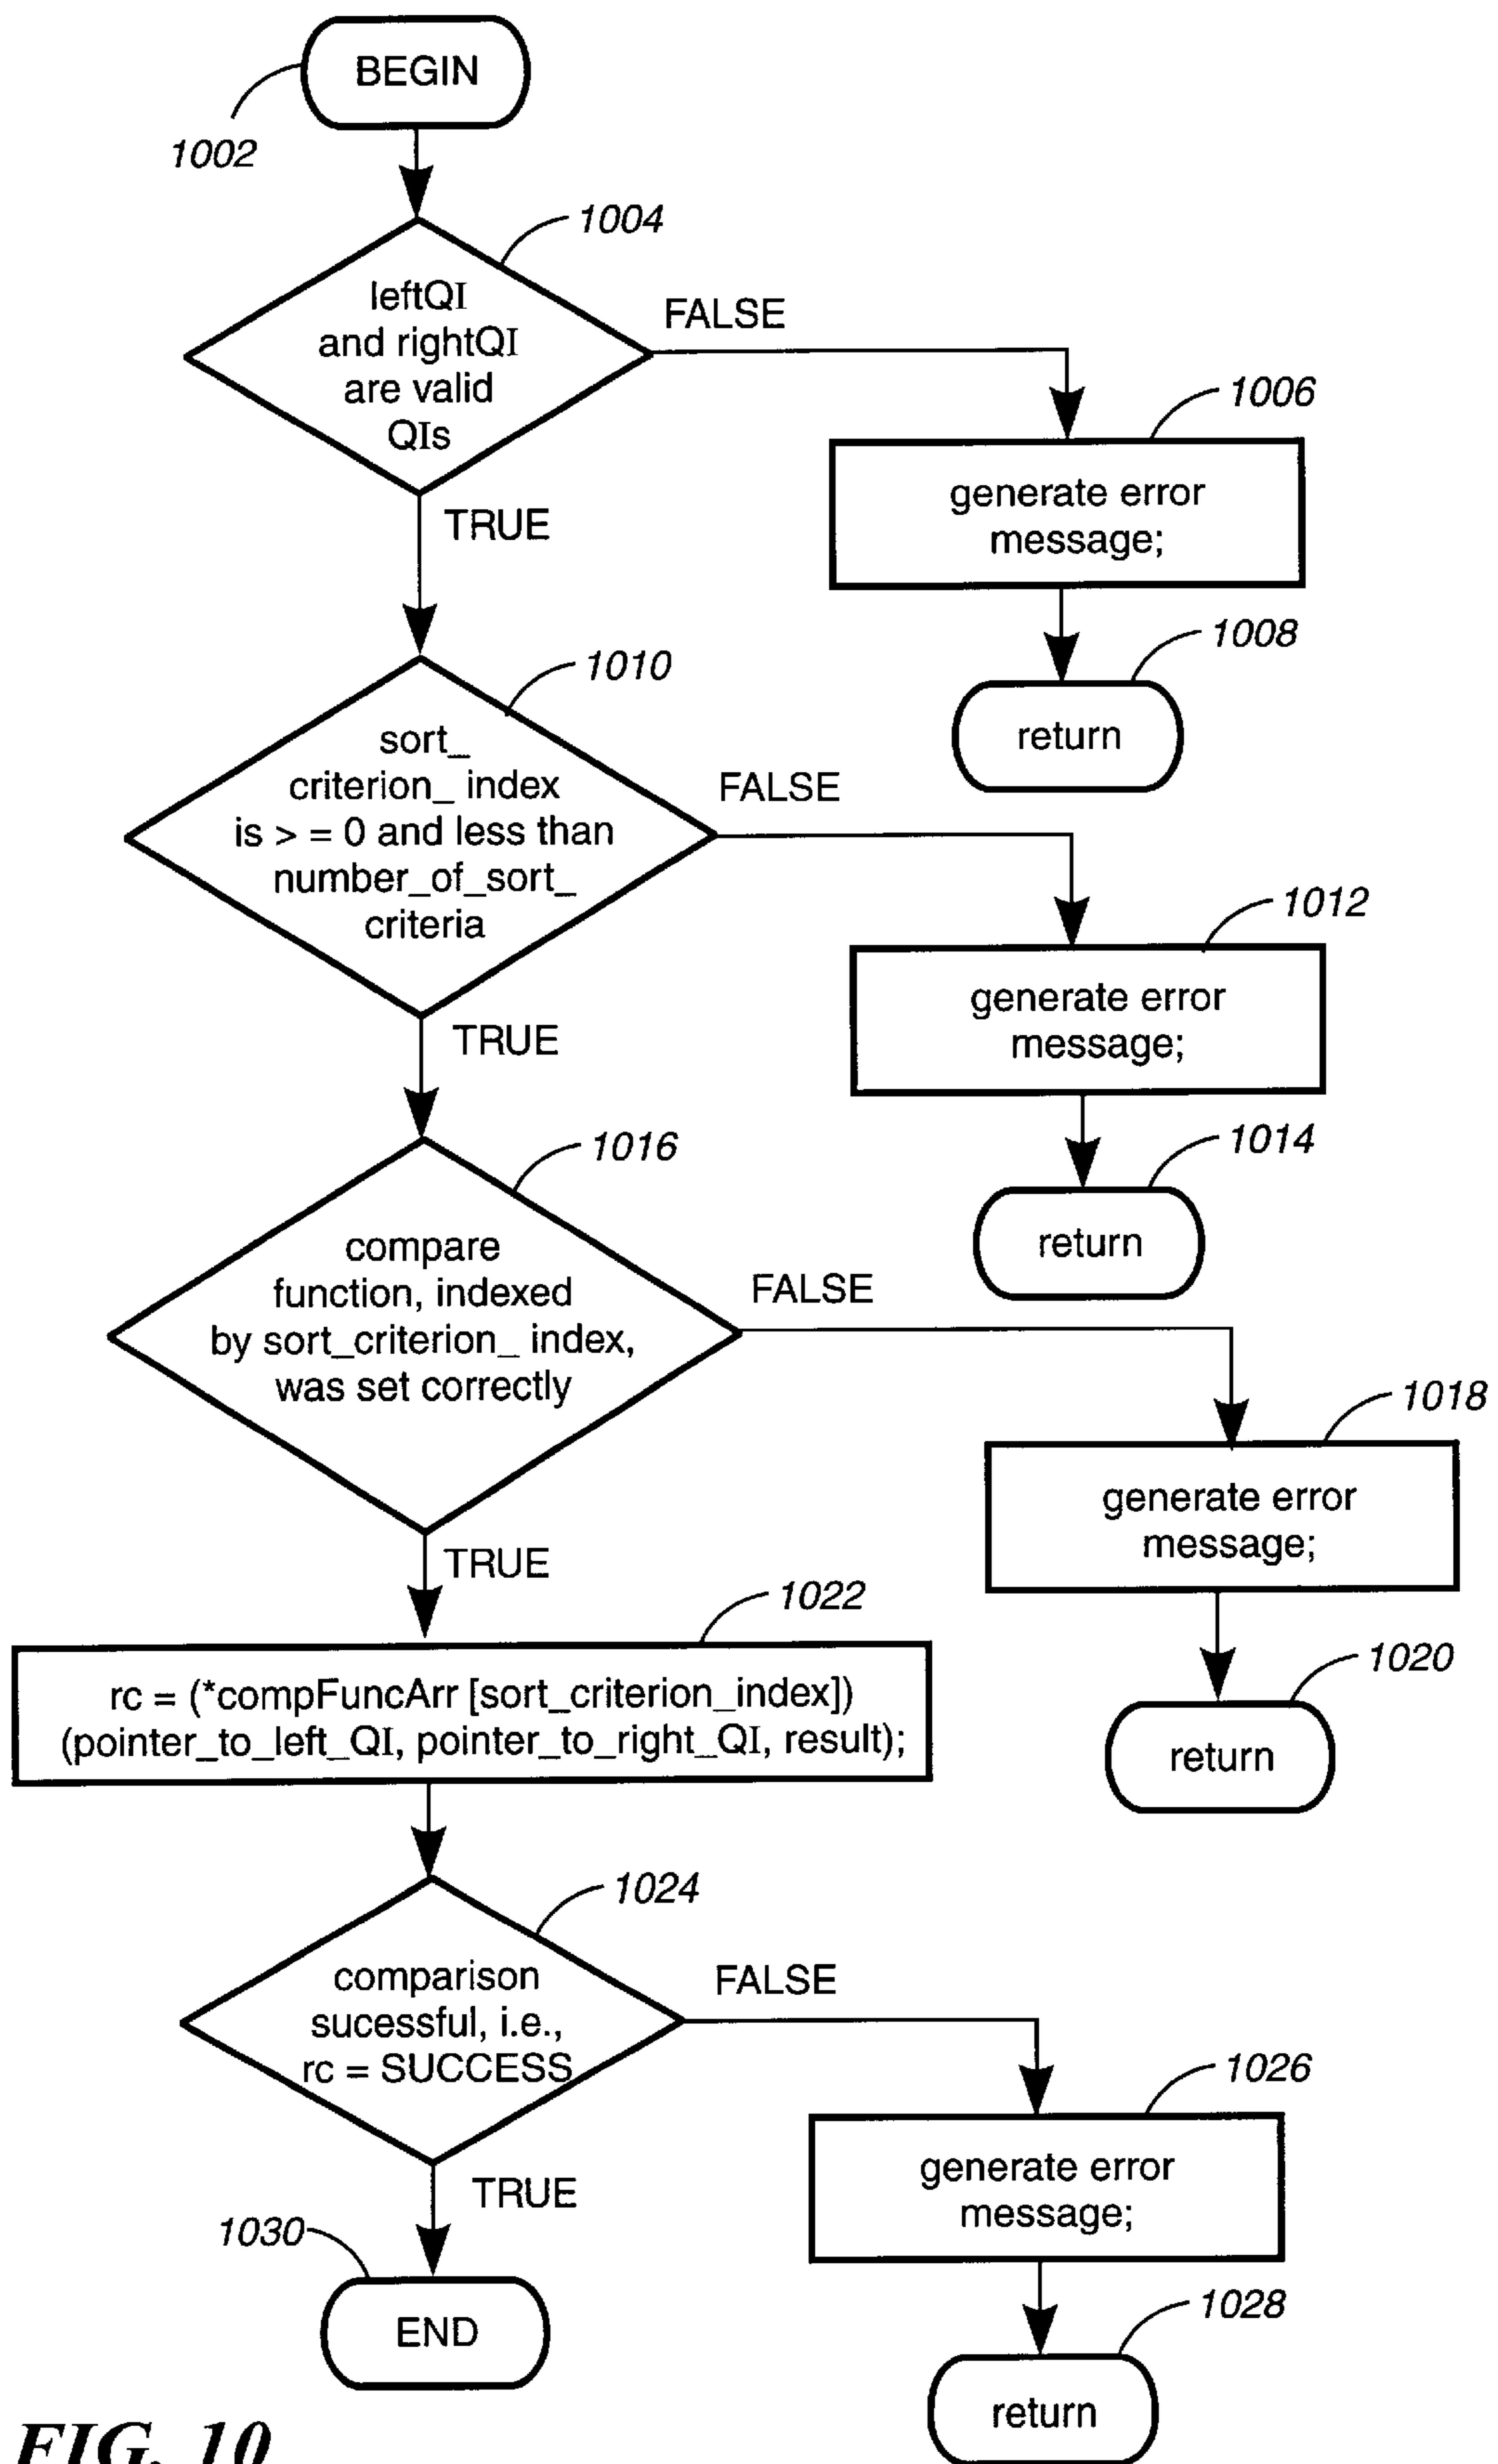 BEGIN
1002
1004
leftQI
and rightQI
are valid
QIs
FALSE
TRUE
1006
generate error
message;
1008
return
1010
sort_
criterion_ index
is > = 0 and less than
number_of_sort_
criteria
FALSE
TRUE
1012
generate error
message;
1014
return
1016
compare
function, indexed
by sort_criterion_ index,
was set correctly
FALSE
TRUE
1018
generate error
message;
1020
return
1022
rc = (*compFuncArr [sort_criterion_index])
(pointer_to_left_QI, pointer_to_right_QI, result);
1024
comparison
sucessful, i.e.,
rc = SUCCESS
FALSE
TRUE
1026
generate error
message;
1028
return
1030
END
FIG. 10